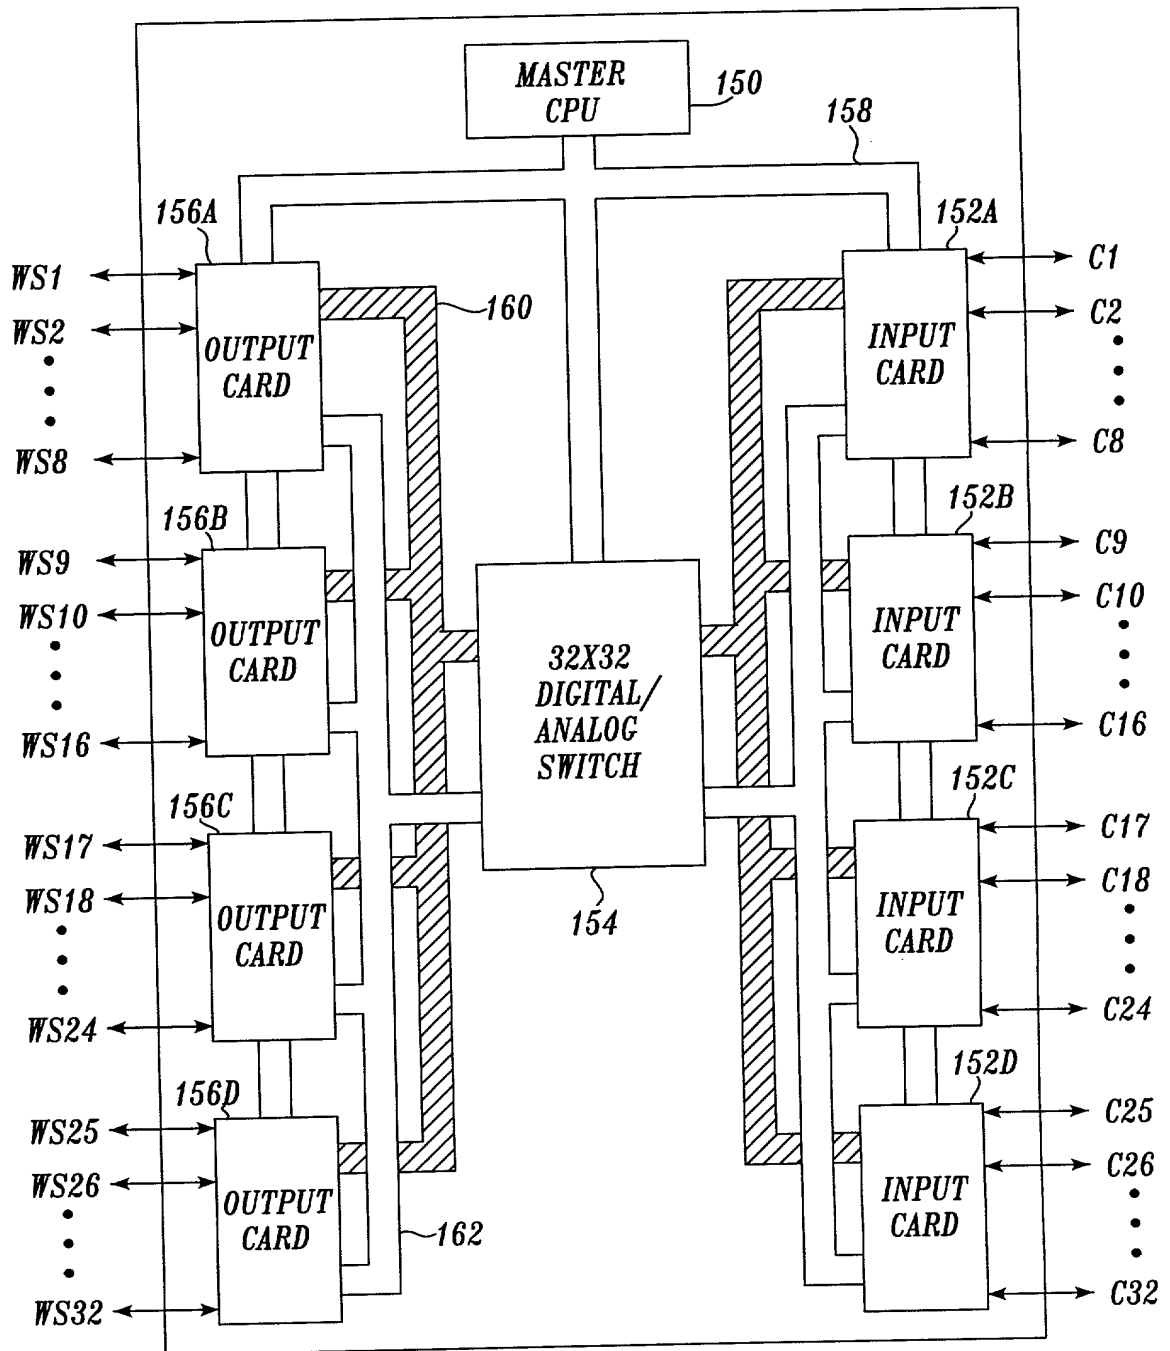 MASTER
CPU
150
158
156A
152A
WS1
C1
WS2
C2
160
OUTPUT
CARD
INPUT
CARD
WS8
C8
156B
152B
WS9
C9
WS10
C10
OUTPUT
CARD
32X32
DIGITAL/
ANALOG
SWITCH
INPUT
CARD
WS16
C16
156C
152C
WS17
C17
WS18
C18
154
OUTPUT
CARD
INPUT
CARD
WS24
C24
156D
152D
WS25
C25
WS26
C26
OUTPUT
CARD
INPUT
CARD
162
WS32
C32